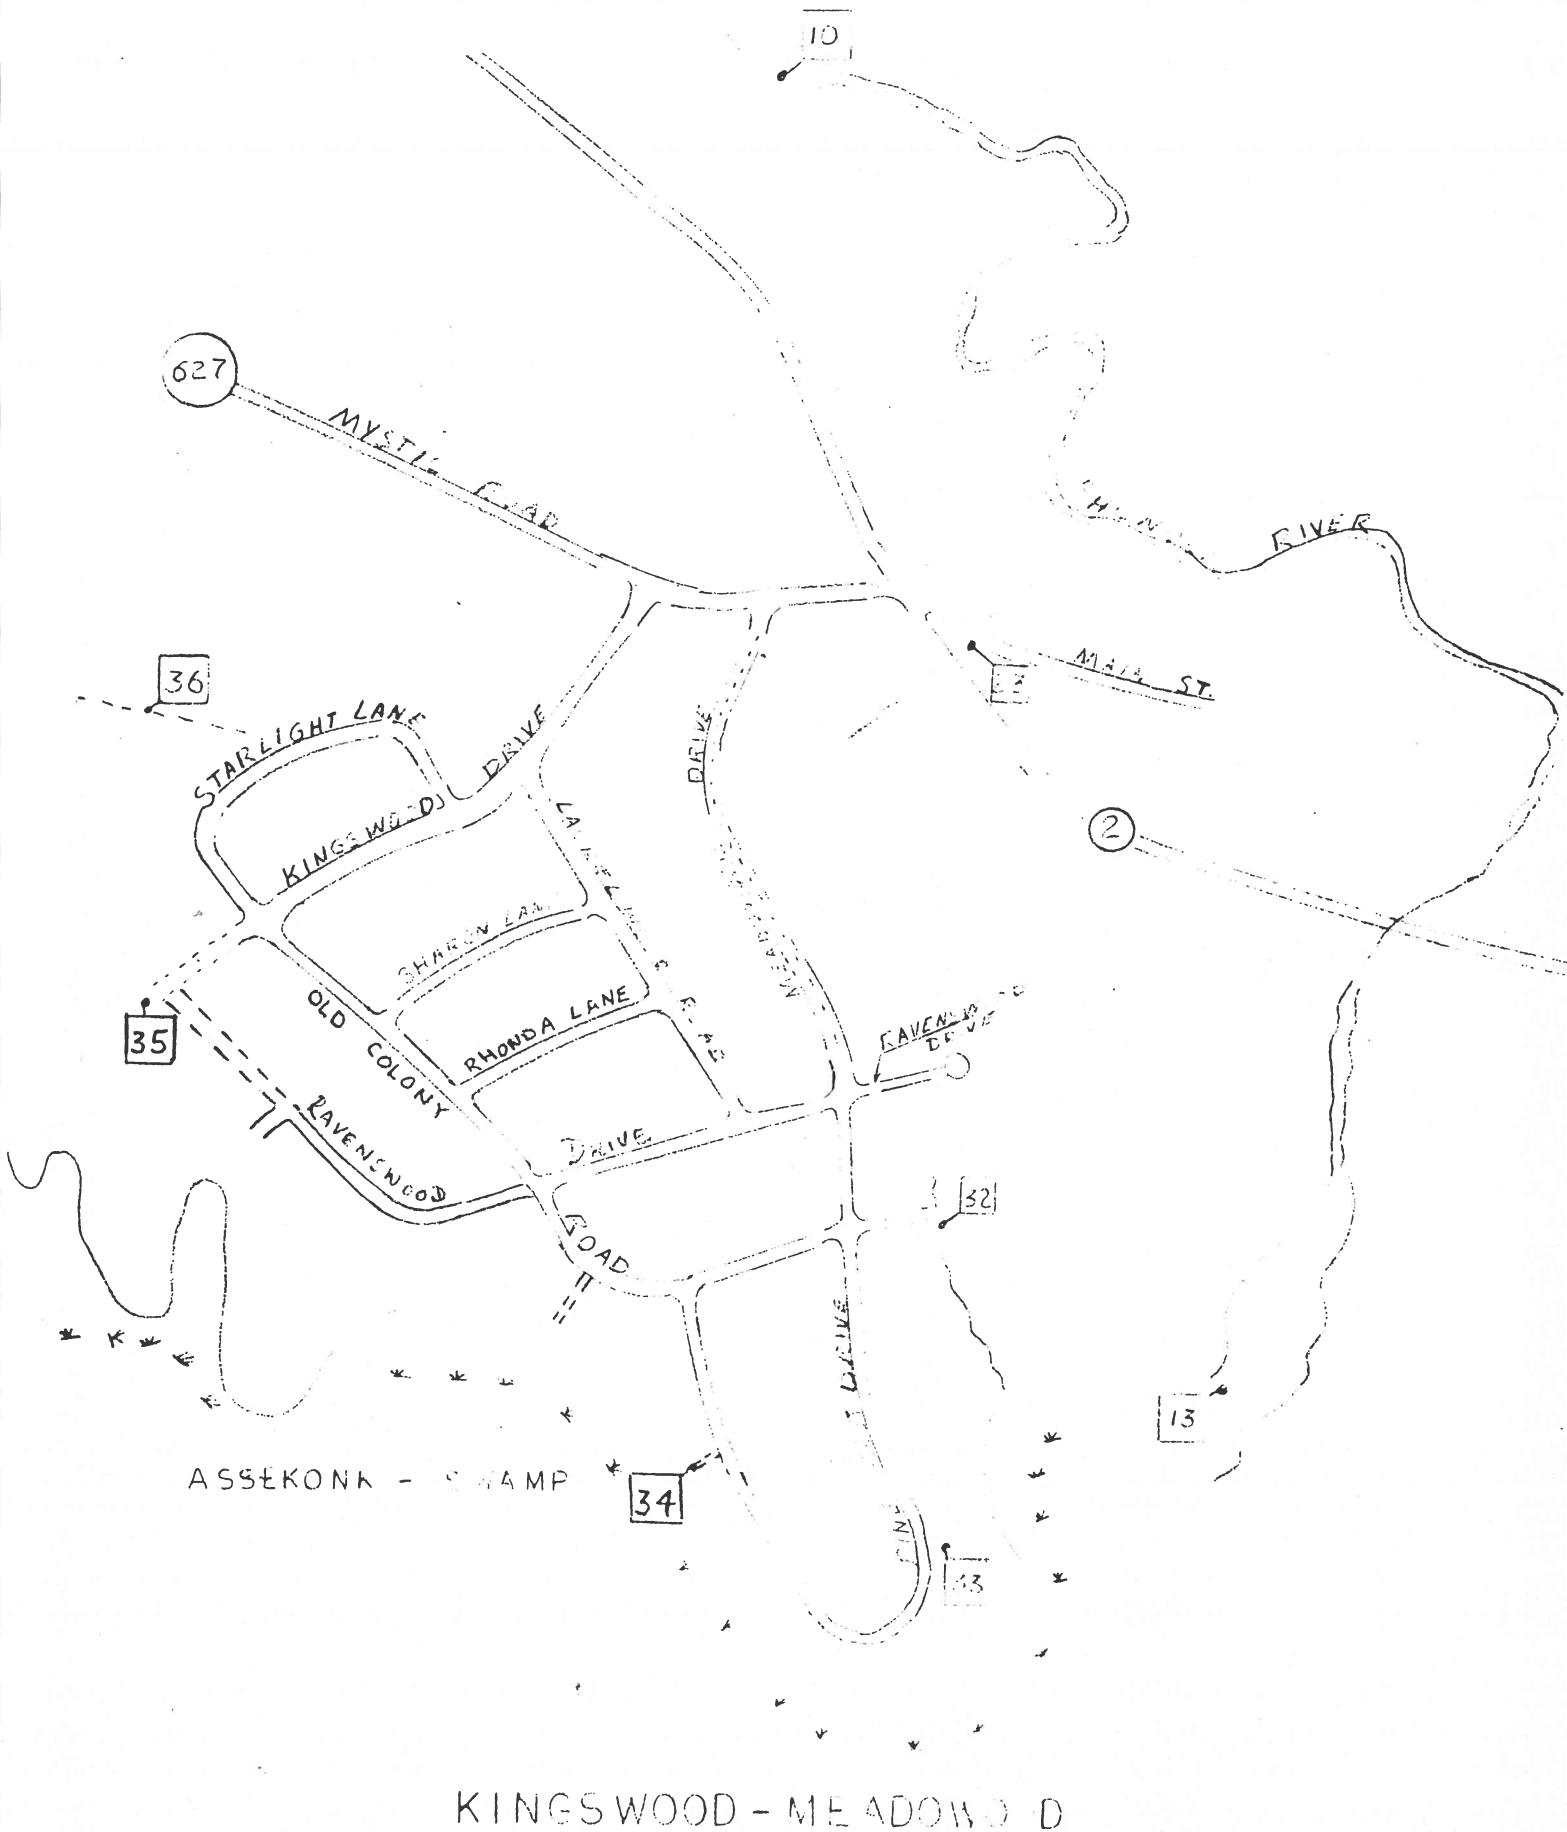 10
627
MYSTIC ROAD
RIVER
36
MAIN ST.
STARLIGHT LANE
DRIVE
DRIVE
KINGSWOOD
2
SHARON LANE
ROAD
OLD
COLONY
RHONDA LANE
35
RAVENSWOOD
DRIVE
RAVENSWOOD
DRIVE
32
ROAD
DRIVE
13
ASSEKONK - SWAMP
34
33
KINGSWOOD - MEADOWOOD